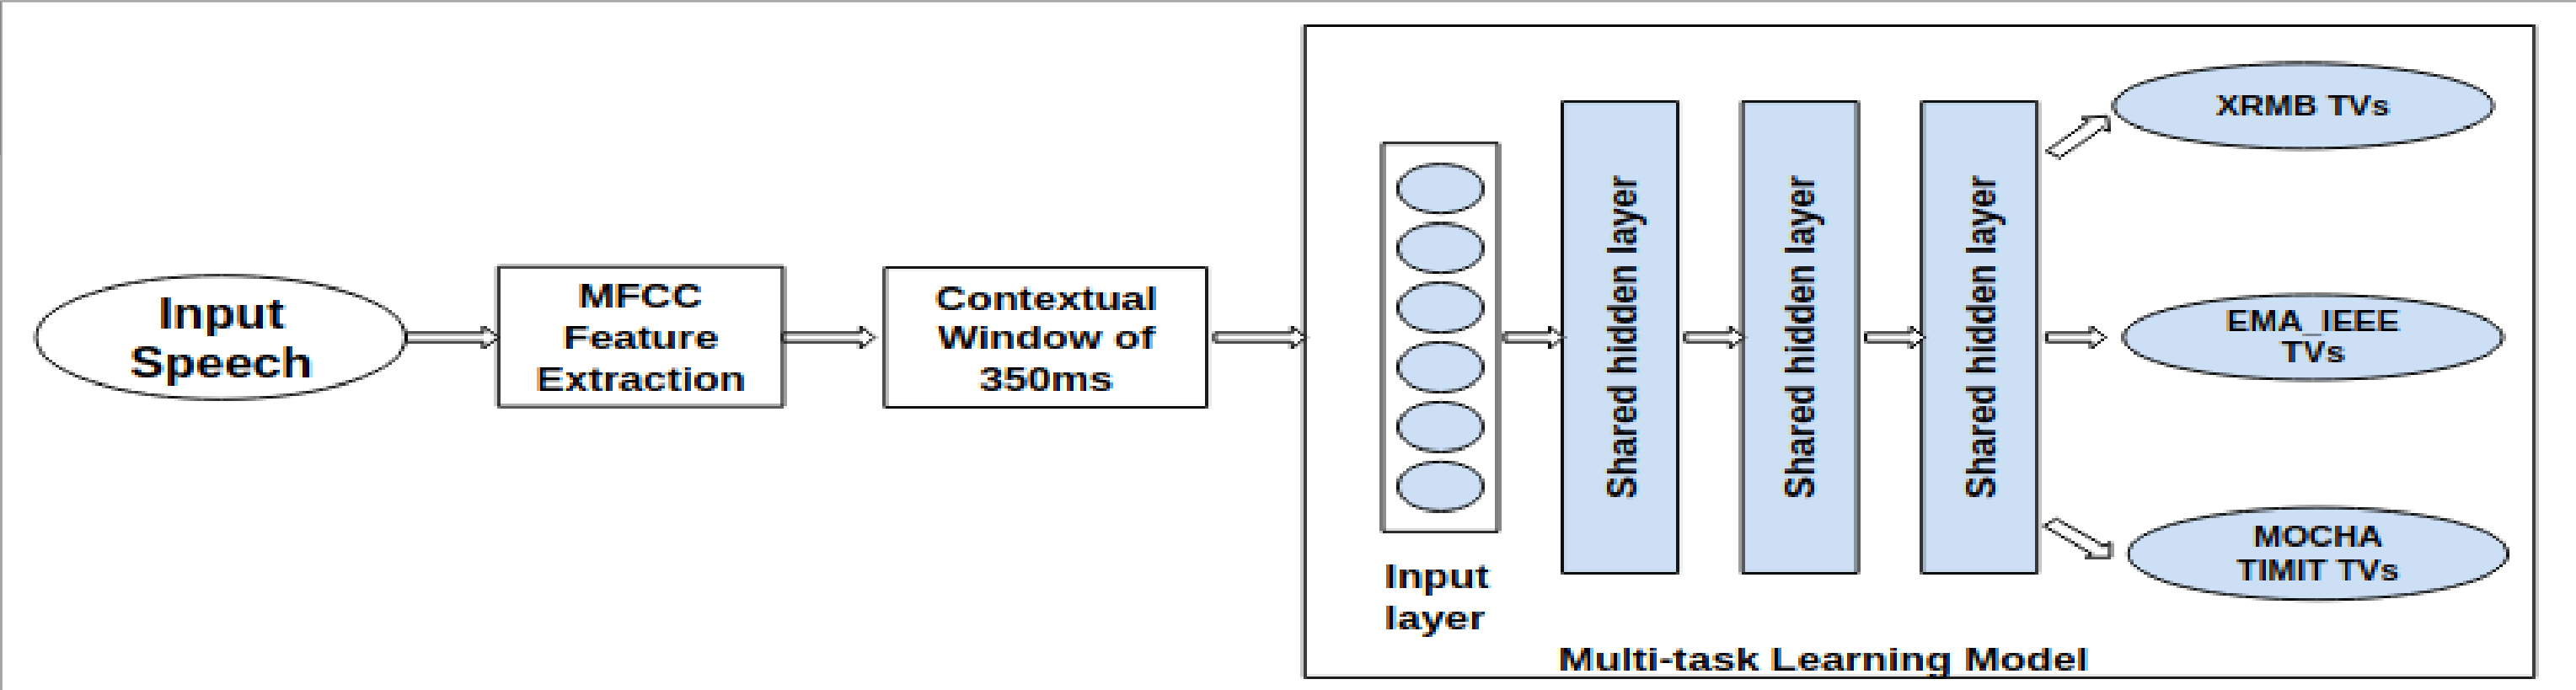 Input
Speech
MFCC
Feature
Extraction
Contextual
Window of
350ms
Input
layer
Shared hidden layer
Shared hidden layer
Shared hidden layer
XRMB TVs
EMA_IEEE
TVs
MOCHA
TIMIT TVs
Multi-task Learning Model